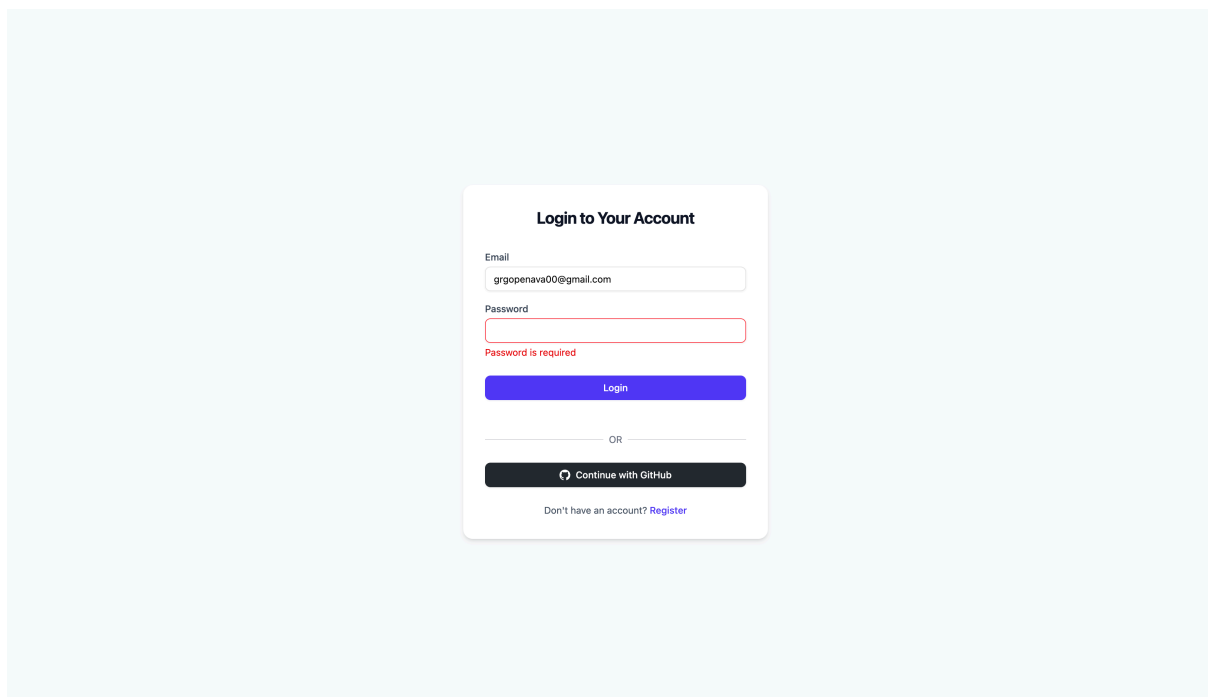 Login to Your Account
Email
grgopenava00@gmail.com
Password
Password is required
Login
OR
Continue with GitHub
Don't have an account? Register